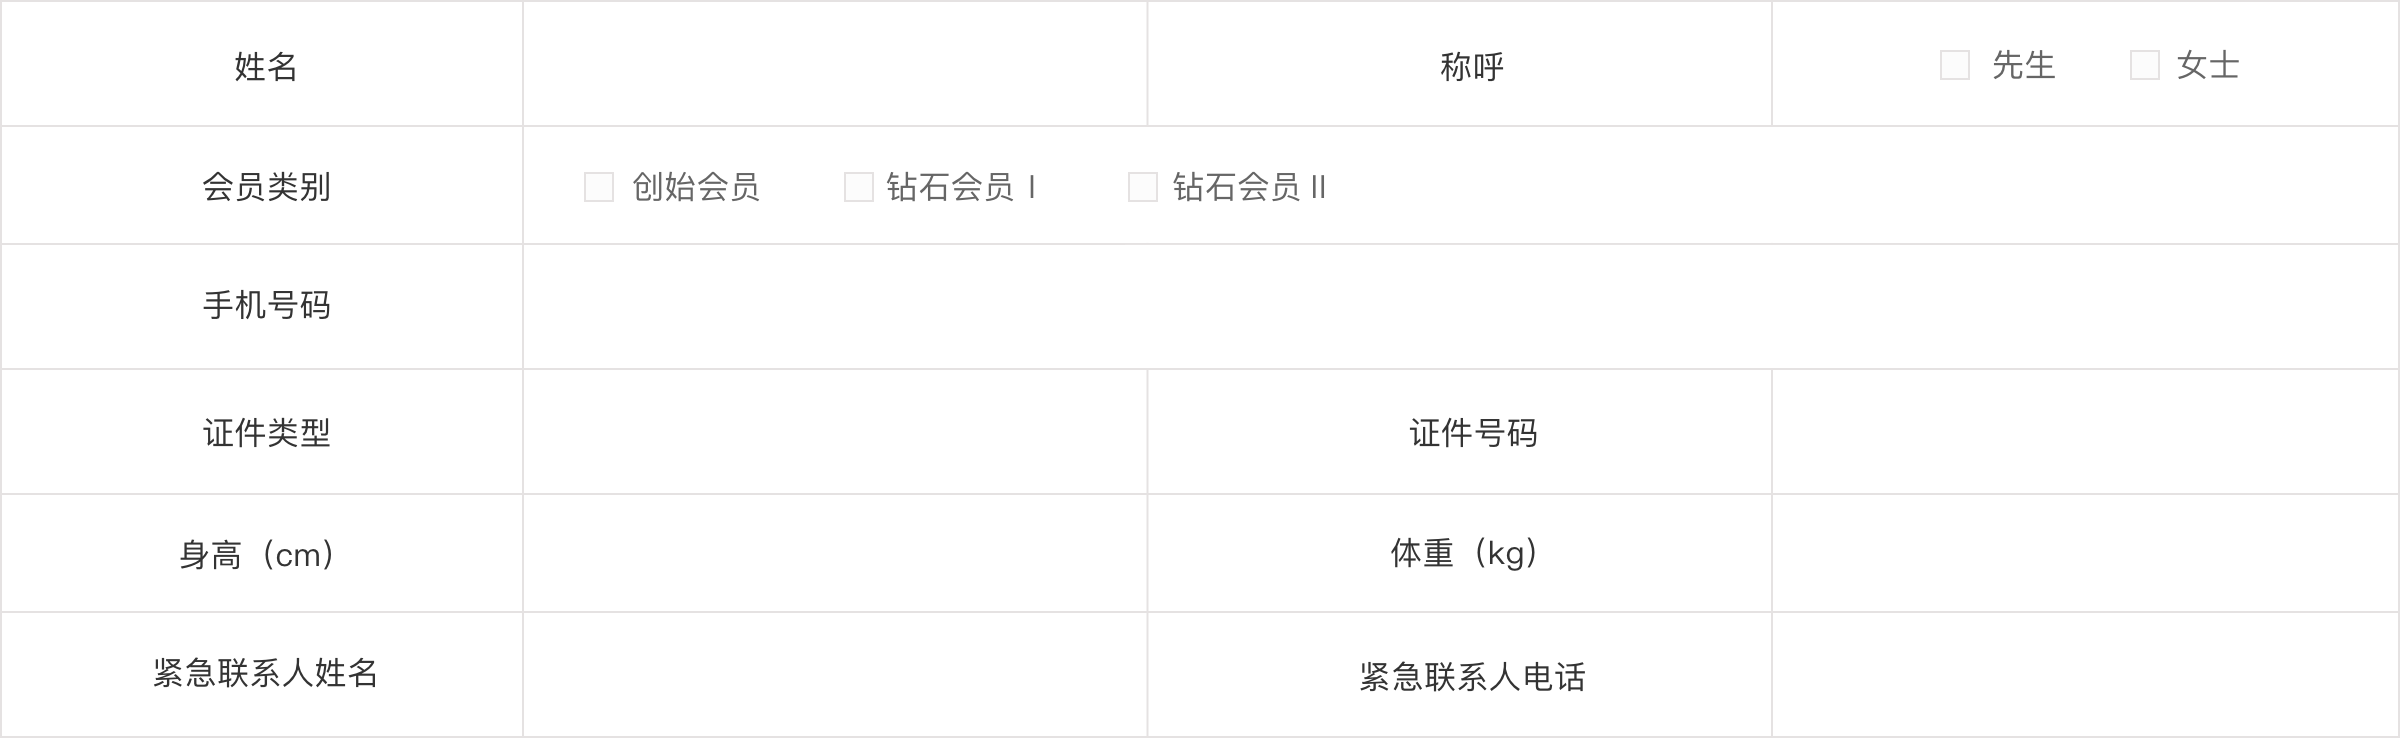 姓名 称呼 先生 女士
会员类别 创始会员 钻石会员 I 钻石会员 II
手机号码
证件类型 证件号码
身高（cm） 体重（kg）
紧急联系人姓名 紧急联系人电话